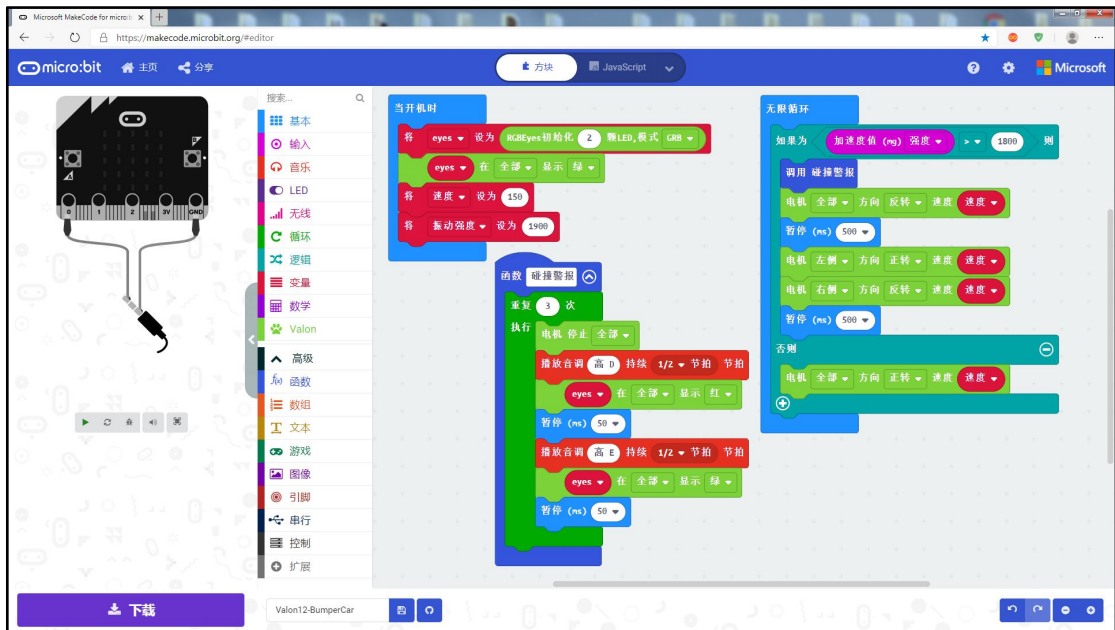 Microsoft MakeCode for micro:b
https://makecode.microbit.org/#editor
micro:bit 主页 分享 方块 JavaScript Microsoft
搜索...
基本
输入
音乐
LED
无线
循环
逻辑
变量
数学
Valon
高级
函数
数组
文本
游戏
图像
引脚
串行
控制
扩展
0 1 2 3V GND
当开机时
将 eyes 设为 RGBEyes初始化 2 颗LED,模式 GRB
eyes 在 全部 显示 绿
将 速度 设为 150
将 振动强度 设为 1900
函数 碰撞警报
重复 3 次
执行 电机 停止 全部
播放音调 高 D 持续 1/2 节拍 节拍
eyes 在 全部 显示 红
暂停 (ms) 50
播放音调 高 E 持续 1/2 节拍 节拍
eyes 在 全部 显示 绿
暂停 (ms) 50
无限循环
如果为 加速度值 (mg) 强度 > 1800 则
调用 碰撞警报
电机 全部 方向 反转 速度 速度
暂停 (ms) 500
电机 左侧 方向 正转 速度 速度
电机 右侧 方向 反转 速度 速度
暂停 (ms) 500
否则
电机 全部 方向 正转 速度 速度
下载
Valon12-BumperCar